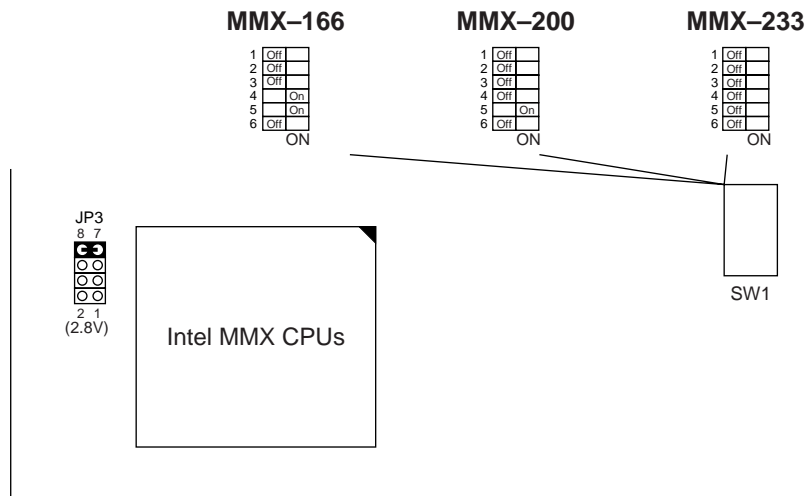 MMX–166
1 Off
2 Off
3 Off
4 On
5 On
6 Off
ON
MMX–200
1 Off
2 Off
3 Off
4 Off
5 On
6 Off
ON
MMX–233
1 Off
2 Off
3 Off
4 Off
5 Off
6 Off
ON
JP3
8 7
2 1
(2.8V)
Intel MMX CPUs
SW1